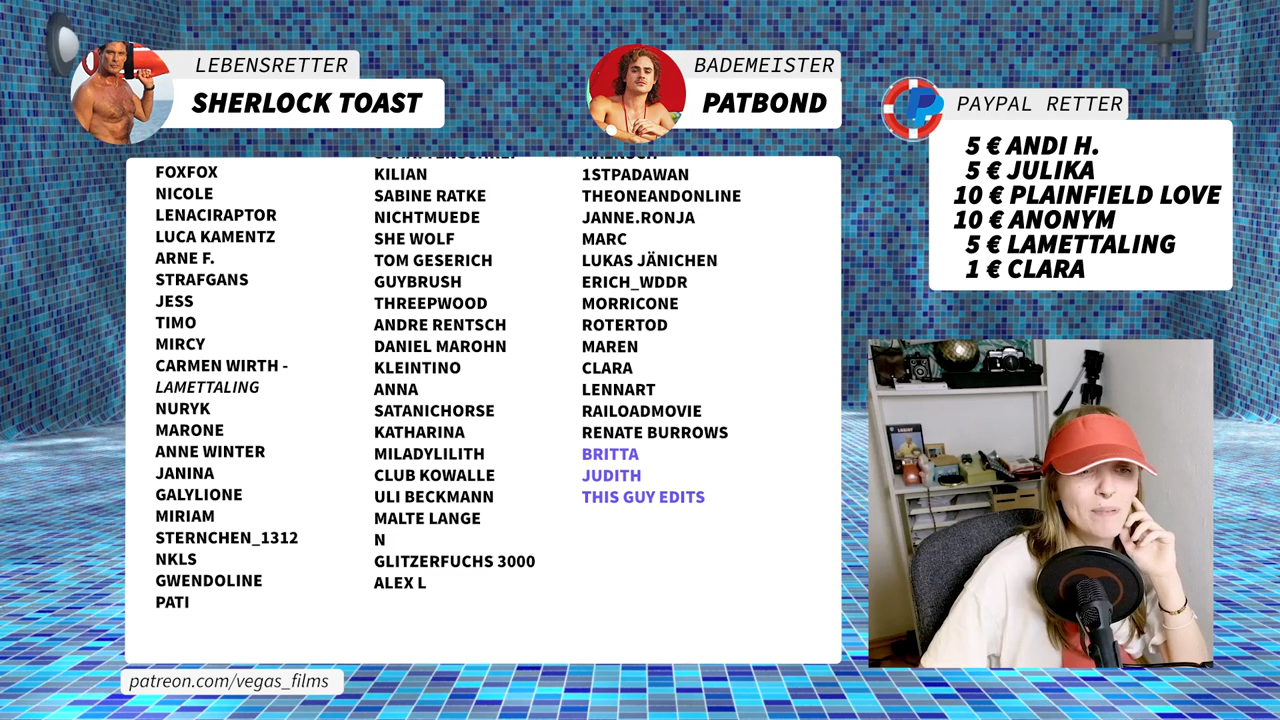 LEBENSRETTER
SHERLOCK TOAST
BADEMEISTER
PATBOND
PAYPAL RETTER
5 € ANDI H.
5 € JULIKA
10 € PLAINFIELD LOVE
10 € ANONYM
5 € LAMETTALING
1 € CLARA
FOXFOX
NICOLE
LENACIRAPTOR
LUCA KAMENTZ
ARNE F.
STRAFGANS
JESS
TIMO
MIRCY
CARMEN WIRTH -
LAMETTALING
NURYK
MARONE
ANNE WINTER
JANINA
GALYLIONE
MIRIAM
STERNCHEN_1312
NKLS
GWENDOLINE
PATI
KILIAN
SABINE RATKE
NICHTMUEDE
SHE WOLF
TOM GESERICH
GUYBRUSH
THREEPWOOD
ANDRE RENTSCH
DANIEL MAROHN
KLEINTINO
ANNA
SATANICHORSE
KATHARINA
MILADYLILITH
CLUB KOWALLE
ULI BECKMANN
MALTE LANGE
N
GLITZERFUCHS 3000
ALEX L
1STPADAWAN
THEONEANDONLINE
JANNE.RONJA
MARC
LUKAS JÄNICHEN
ERICH_WDDR
MORRICONE
ROTERTOD
MAREN
CLARA
LENNART
RAILOADMOVIE
RENATE BURROWS
BRITTA
JUDITH
THIS GUY EDITS
patreon.com/vegas_films